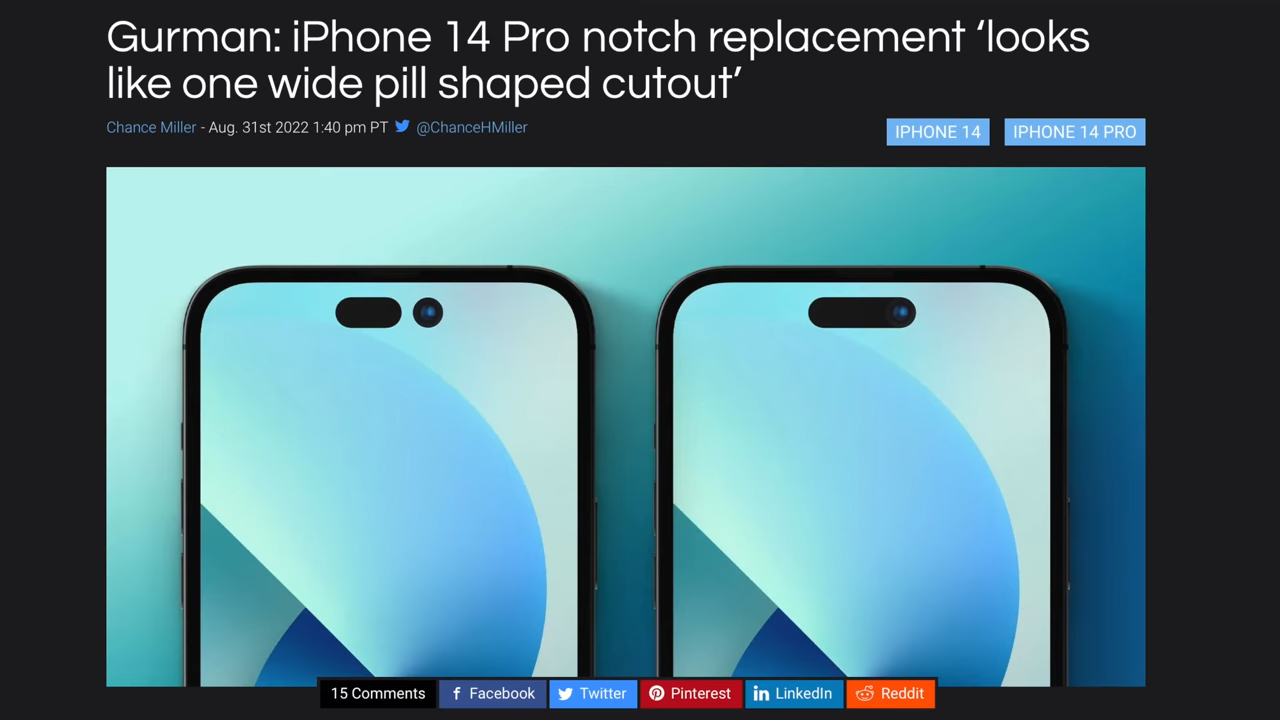 Gurman: iPhone 14 Pro notch replacement ‘looks
like one wide pill shaped cutout’
Chance Miller - Aug. 31st 2022 1:40 pm PT @ChanceHMiller
IPHONE 14 IPHONE 14 PRO
15 Comments Facebook Twitter Pinterest LinkedIn Reddit